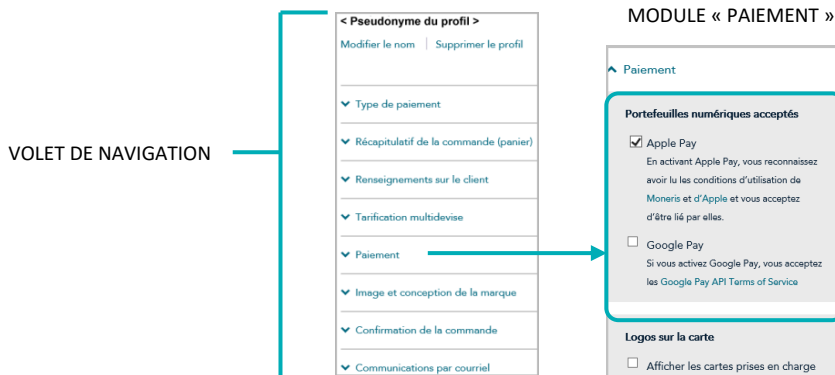 MODULE « PAIEMENT »
< Pseudonyme du profil >
Modifier le nom | Supprimer le profil
VOLET DE NAVIGATION
Type de paiement
Récapitulatif de la commande (panier)
Renseignements sur le client
Tarification multidevise
Paiement
Image et conception de la marque
Confirmation de la commande
Communications par courriel
Paiement
Portefeuilles numériques acceptés
Apple Pay
En activant Apple Pay, vous reconnaissez
avoir lu les conditions d'utilisation de
Moneris et d'Apple et vous acceptez
d'être lié par elles.
Google Pay
Si vous activez Google Pay, vous acceptez
les Google Pay API Terms of Service
Logos sur la carte
Afficher les cartes prises en charge